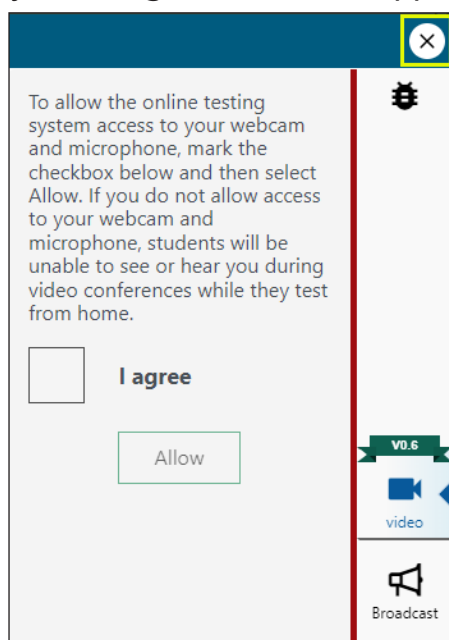 To allow the online testing
system access to your webcam
and microphone, mark the
checkbox below and then select
Allow. If you do not allow access
to your webcam and
microphone, students will be
unable to see or hear you during
video conferences while they test
from home.
I agree
Allow
V0.6
video
Broadcast